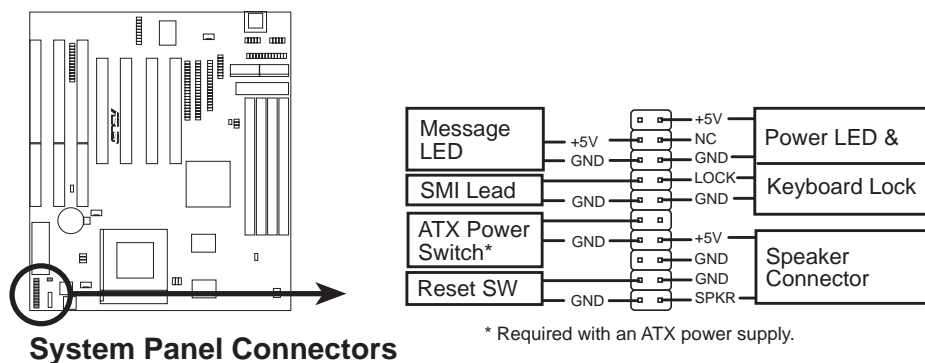 Message
LED
+5V
GND
SMI Lead
GND
ATX Power
Switch*
GND
Reset SW
GND
+5V
NC
GND
LOCK
GND
+5V
GND
GND
SPKR
Power LED &
Keyboard Lock
Speaker
Connector
* Required with an ATX power supply.
System Panel Connectors